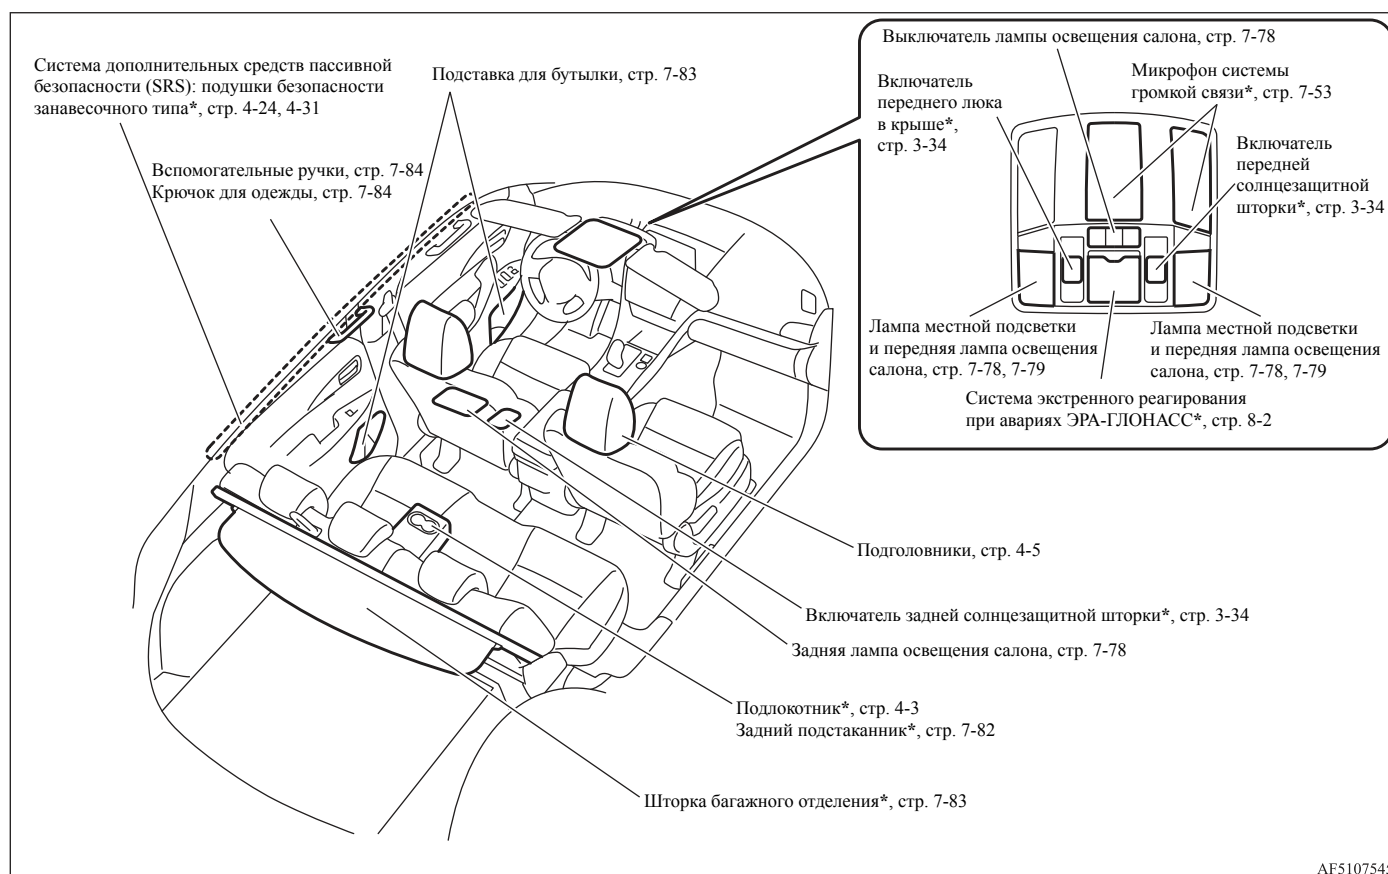 Система дополнительных средств пассивной
безопасности (SRS): подушки безопасности
занавесочного типа*, стр. 4-24, 4-31
Подставка для бутылки, стр. 7-83
Вспомогательные ручки, стр. 7-84
Крючок для одежды, стр. 7-84
Выключатель лампы освещения салона, стр. 7-78
Включатель
переднего люка
в крыше*,
стр. 3-34
Микрофон системы
громкой связи*, стр. 7-53
Включатель
передней
солнцезащитной
шторки*, стр. 3-34
Лампа местной подсветки
и передняя лампа освещения
салона, стр. 7-78, 7-79
Лампа местной подсветки
и передняя лампа освещения
салона, стр. 7-78, 7-79
Система экстренного реагирования
при авариях ЭРА-ГЛОНАСС*, стр. 8-2
Подголовники, стр. 4-5
Включатель задней солнцезащитной шторки*, стр. 3-34
Задняя лампа освещения салона, стр. 7-78
Подлокотник*, стр. 4-3
Задний подстаканник*, стр. 7-82
Шторка багажного отделения*, стр. 7-83